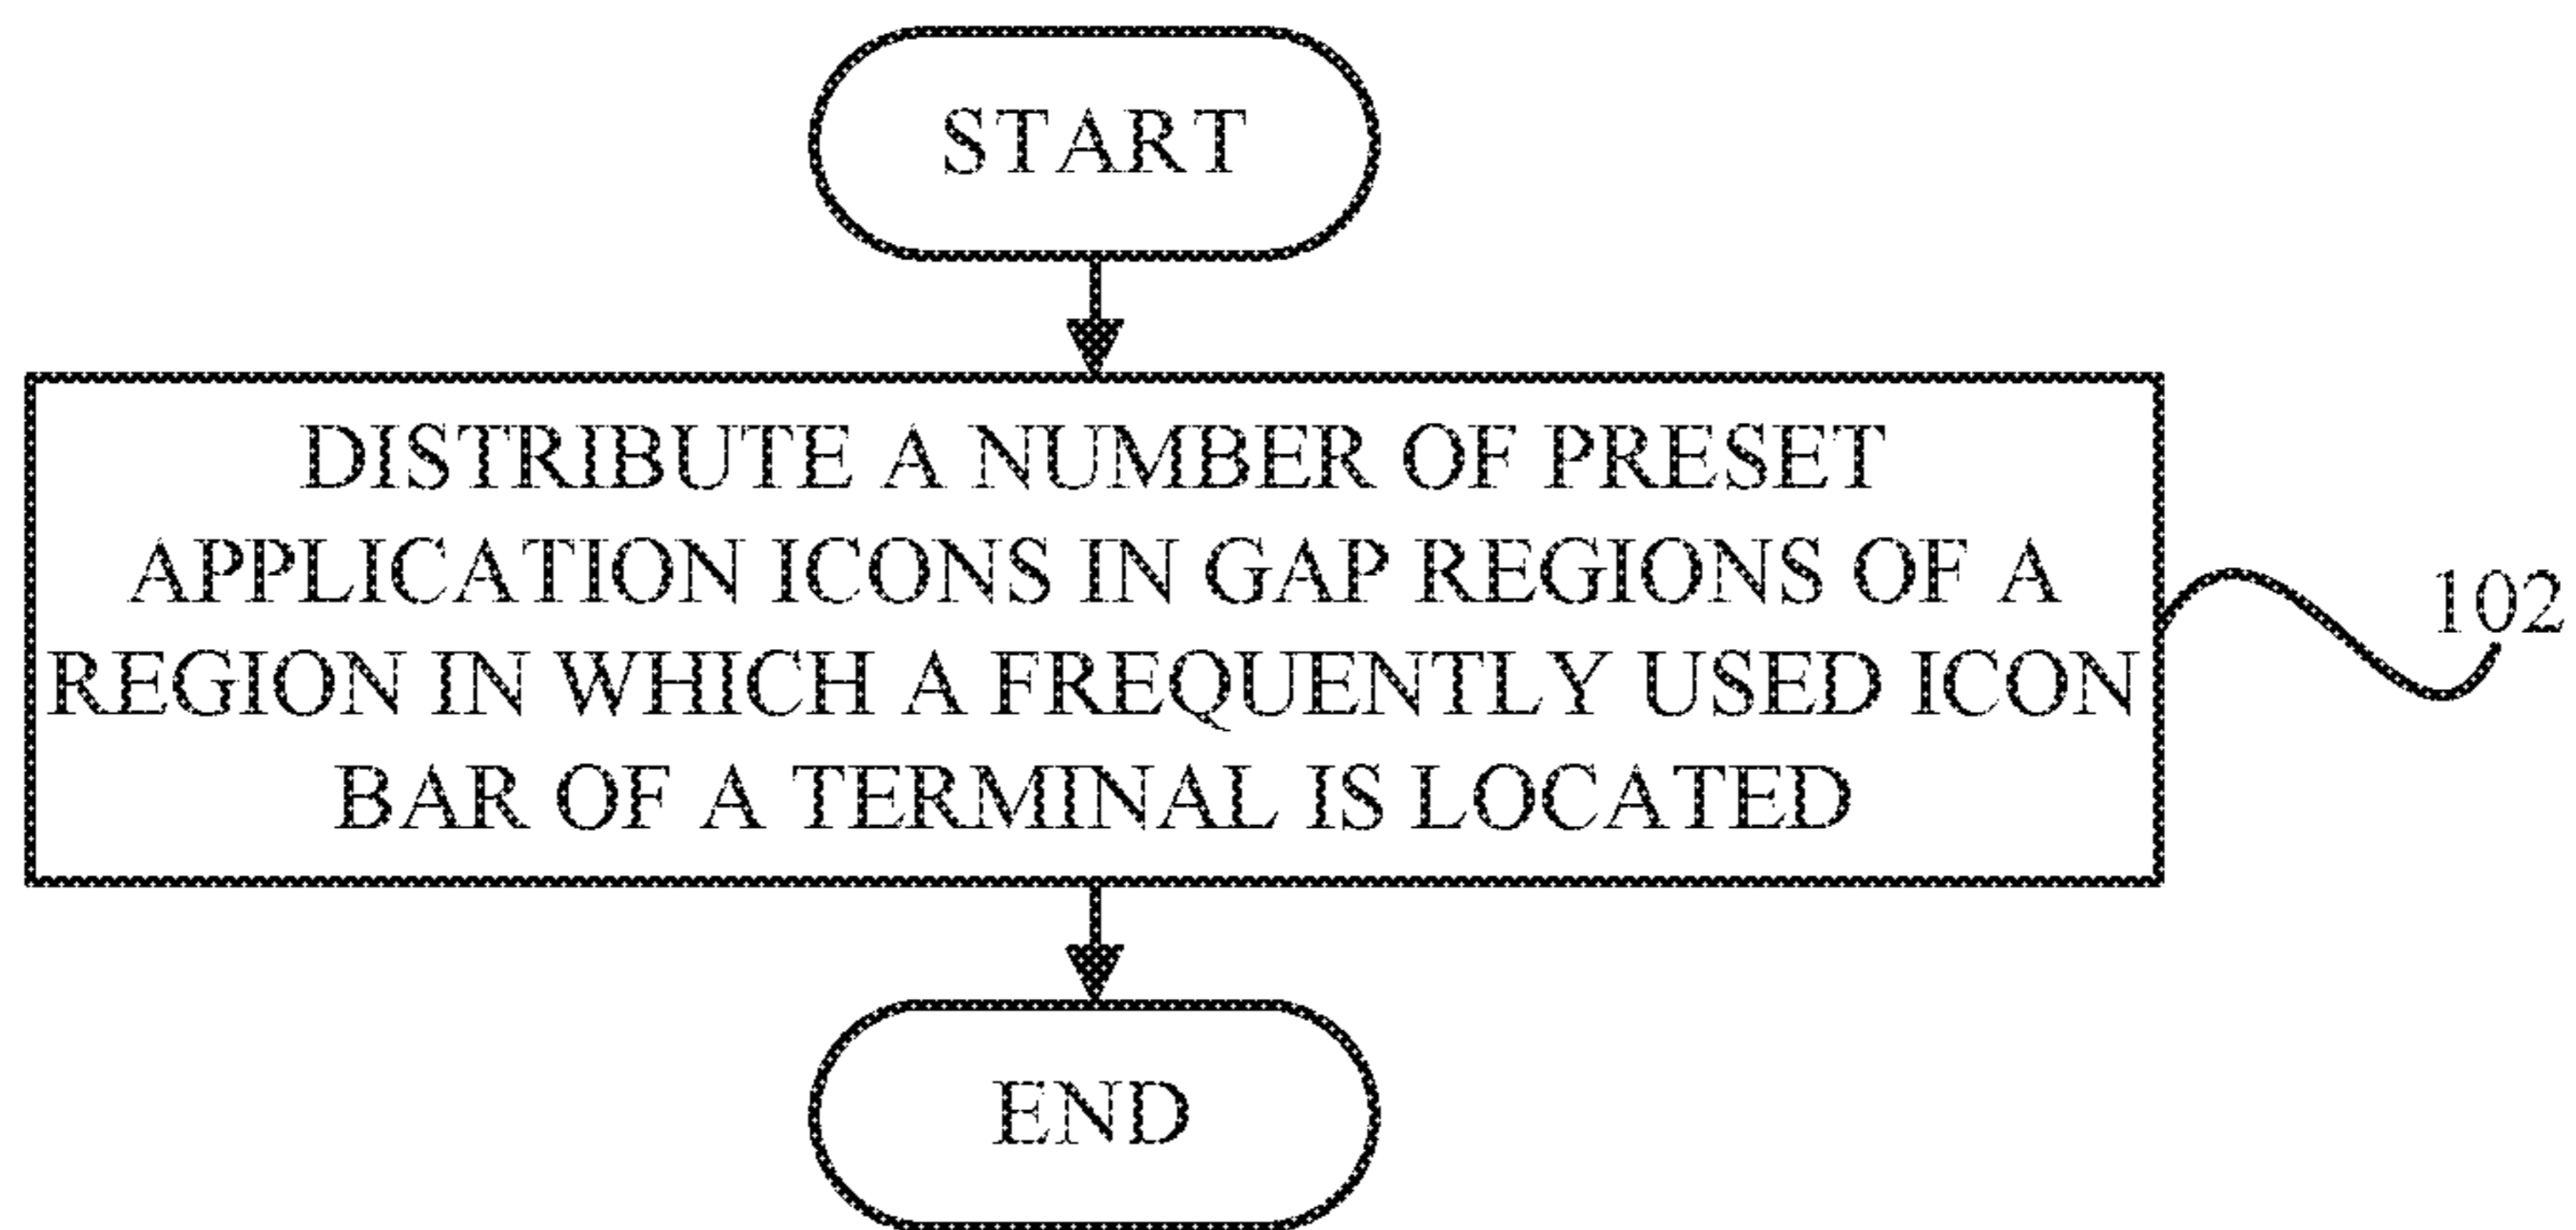 START
DISTRIBUTE A NUMBER OF PRESET
APPLICATION ICONS IN GAP REGIONS OF A
REGION IN WHICH A FREQUENTLY USED ICON
BAR OF A TERMINAL IS LOCATED
102
END